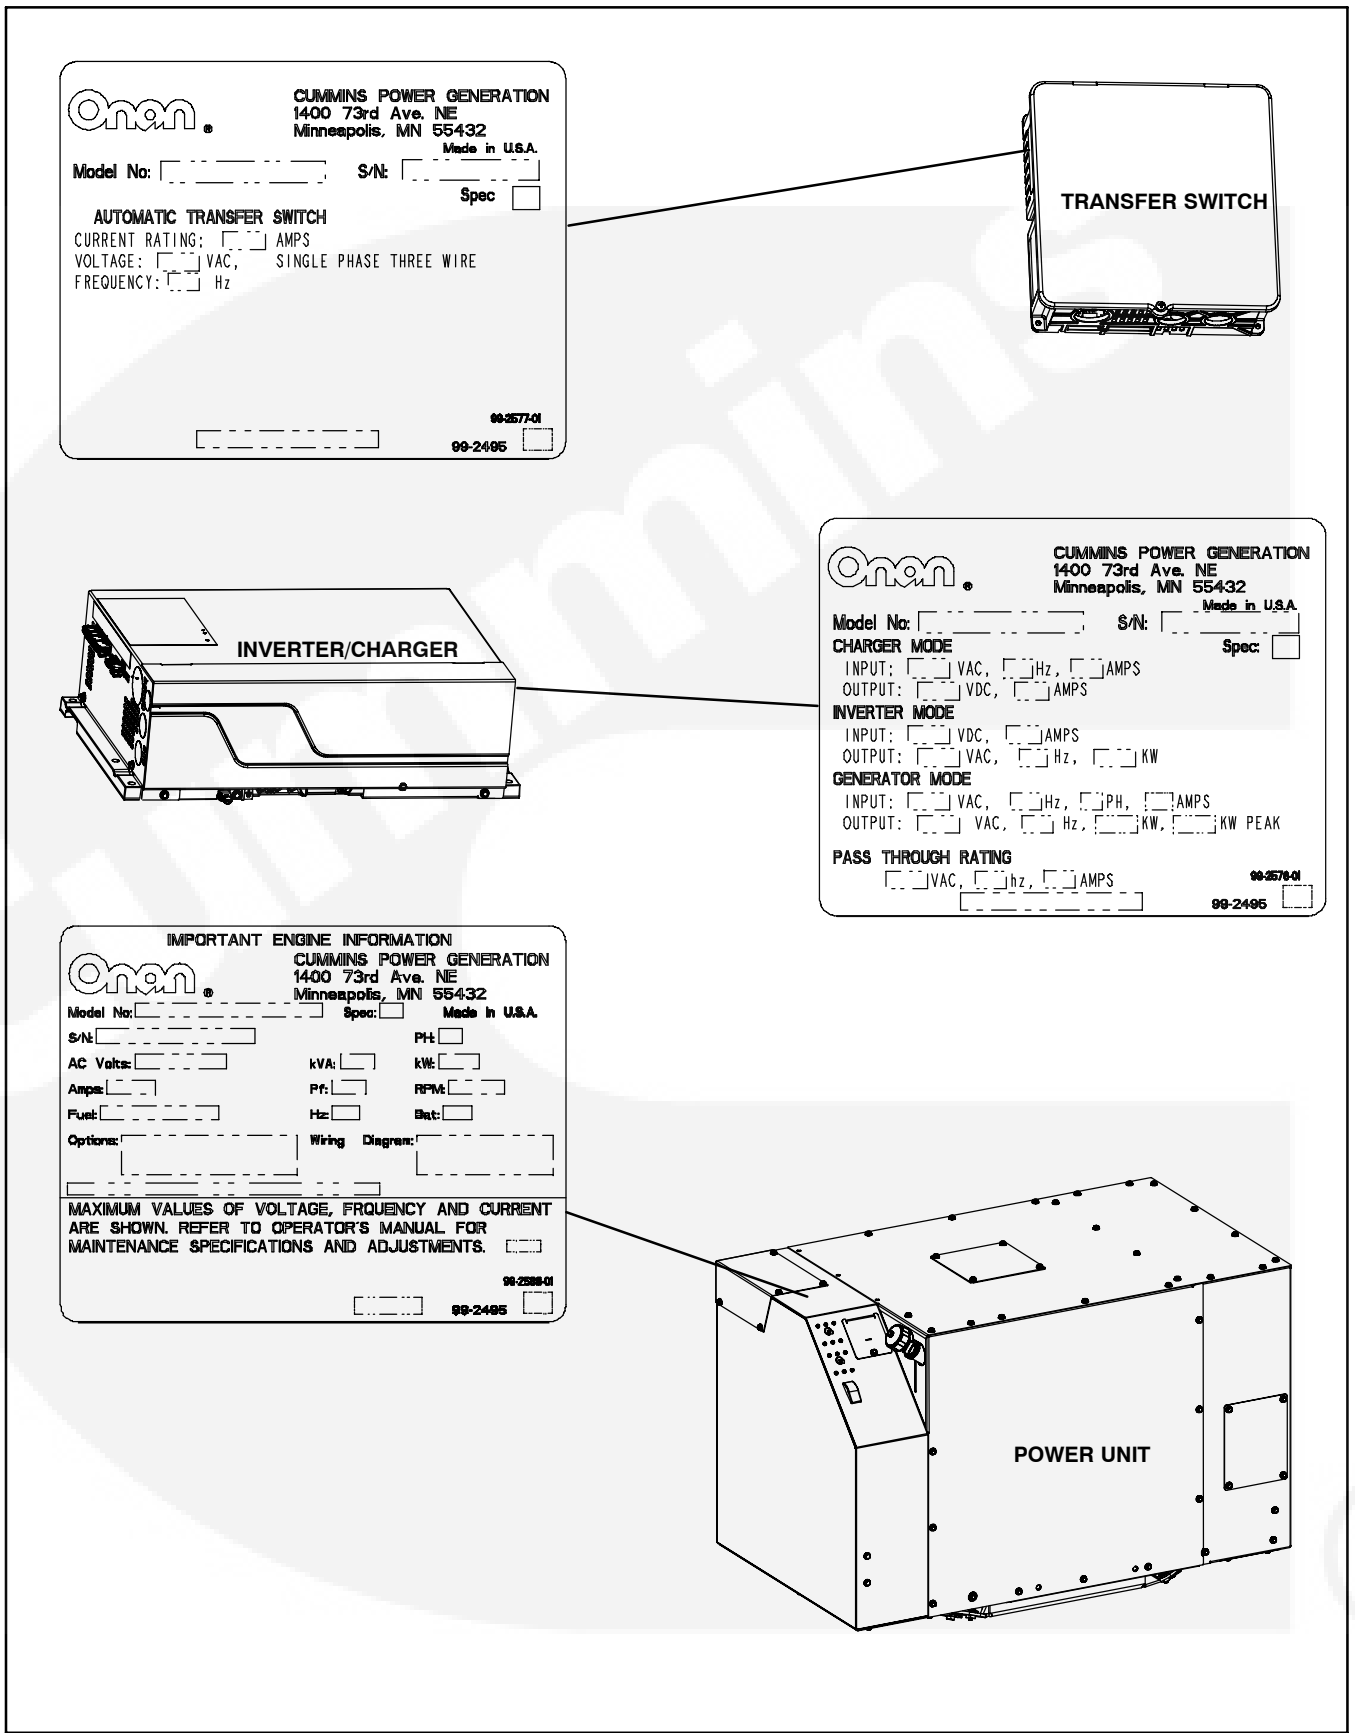 Onan ®
CUMMINS POWER GENERATION
1400 73rd Ave. NE
Minneapolis, MN 55432
Made in U.S.A.
Model No: S/N:
Spec
AUTOMATIC TRANSFER SWITCH
CURRENT RATING: AMPS
VOLTAGE: VAC, SINGLE PHASE THREE WIRE
FREQUENCY: Hz
99-2577-01
99-2495
TRANSFER SWITCH
INVERTER/CHARGER
Onan ®
CUMMINS POWER GENERATION
1400 73rd Ave. NE
Minneapolis, MN 55432
Made in U.S.A.
Model No: S/N:
CHARGER MODE Spec:
INPUT: VAC, Hz, AMPS
OUTPUT: VDC, AMPS
INVERTER MODE
INPUT: VDC, AMPS
OUTPUT: VAC, Hz, KW
GENERATOR MODE
INPUT: VAC, Hz, PH, AMPS
OUTPUT: VAC, Hz, KW, KW PEAK
PASS THROUGH RATING
VAC, hz, AMPS
99-2576-01
99-2495
IMPORTANT ENGINE INFORMATION
Onan ®
CUMMINS POWER GENERATION
1400 73rd Ave. NE
Minneapolis, MN 55432
Model No: Spec: Made in U.S.A.
S/N: PH:
AC Volts: kVA: kW:
Amps: Pf: RPM:
Fuel: Hz: Bat:
Options: Wiring Diagram:
MAXIMUM VALUES OF VOLTAGE, FRQUENCY AND CURRENT
ARE SHOWN. REFER TO OPERATOR'S MANUAL FOR
MAINTENANCE SPECIFICATIONS AND ADJUSTMENTS.
99-2495
POWER UNIT
Cummins